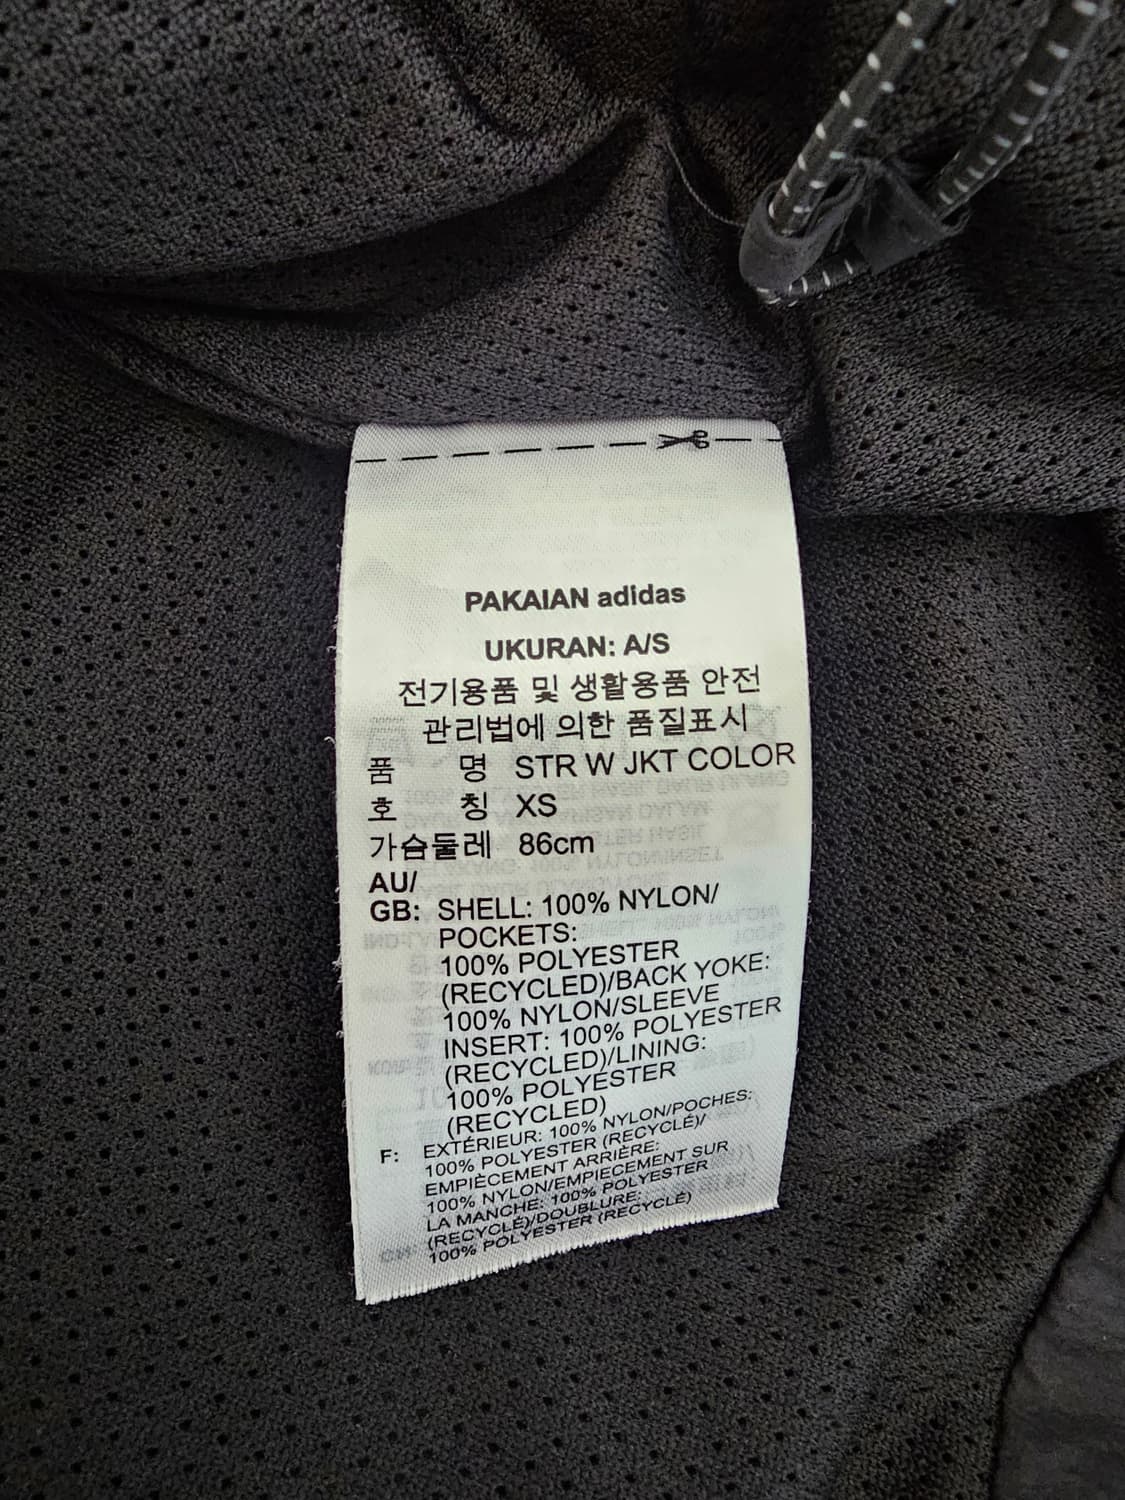 PAKAIAN adidas
UKURAN: A/S
전기용품 및 생활용품 안전
관리법에 의한 품질표시
품 명 STR W JKT COLOR
호 칭 XS
가슴둘레 86cm
AU/
GB: SHELL: 100% NYLON/
POCKETS:
100% POLYESTER
(RECYCLED)/BACK YOKE:
100% NYLON/SLEEVE
INSERT: 100% POLYESTER
(RECYCLED)/LINING:
100% POLYESTER
(RECYCLED)
F: EXTÉRIEUR: 100% NYLON/POCHES:
100% POLYESTER (RECYCLÉ)/
EMPIÈCEMENT ARRIÈRE:
100% NYLON/EMPIECEMENT SUR
LA MANCHE: 100% POLYESTER
(RECYCLÉ)/DOUBLURE:
100% POLYESTER (RECYCLÉ)